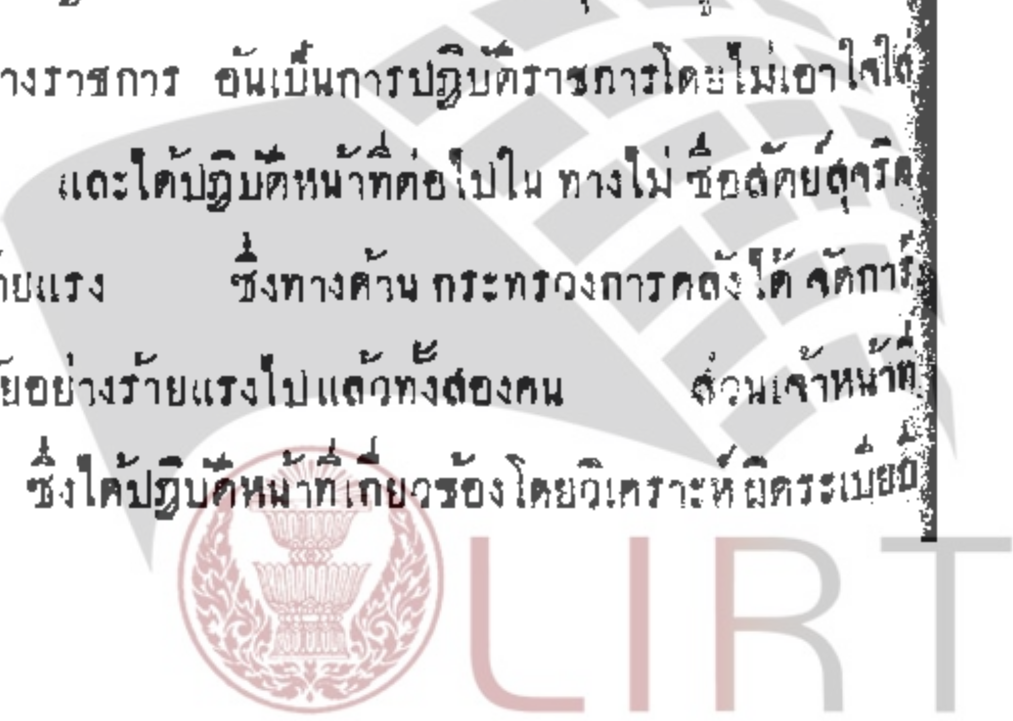 างราชการ อันเป็นการปฏิบัติราชการโดยไม่เอาใจใ
และได้ปฏิบัติหน้าที่ต่อไปใน ทางไม่ ซื่อสัตย์สุจริต
ายแรง ซึ่งทางด้าน กระทรวงการคลังได้ จัดการ
ยอย่างร้ายแรงไปแล้วทั้งสองคน ส่วนเจ้าหน้าที่
ซึ่งได้ปฏิบัติหน้าที่เกี่ยวข้องโดยวิเคราะห์ผิดระเบียบ
LIRT